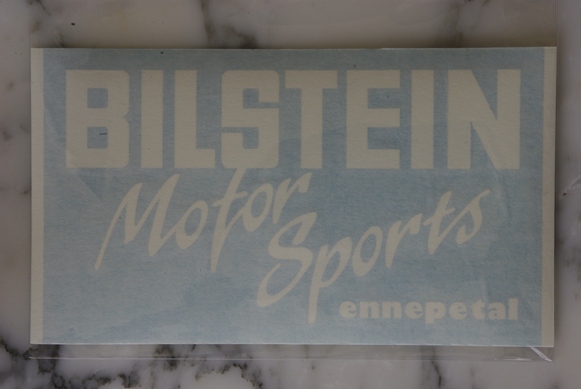 BILSTEIN
Motor
Sports
ennepetal